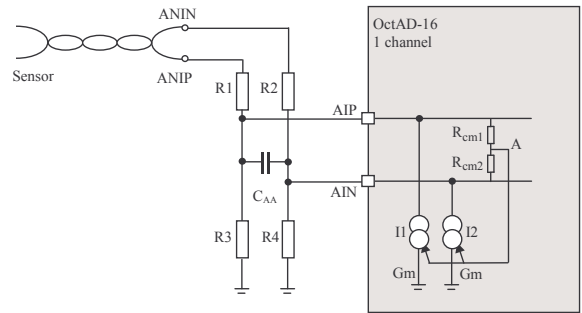 ANIN
OctAD-16
1 channel
Sensor
ANIP
R1
R2
AIP
Rcm1
A
Rcm2
CAA
AIN
R3
R4
I1
I2
Gm
Gm